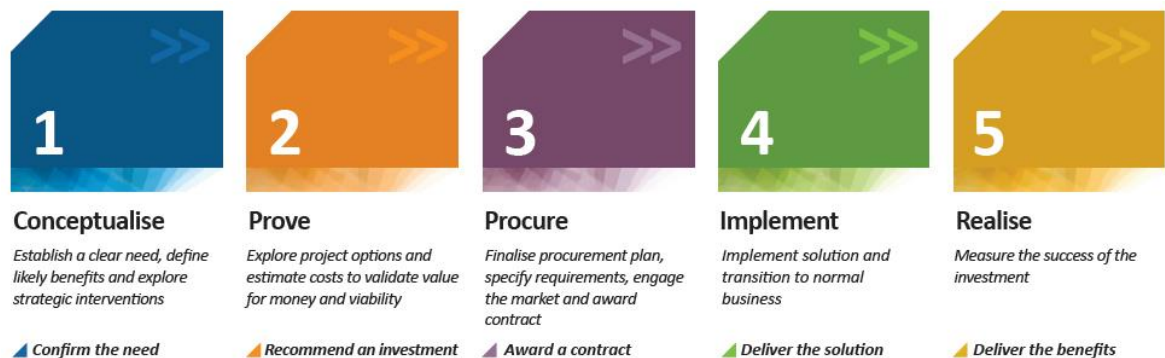 1
Conceptualise
Establish a clear need, define
likely benefits and explore
strategic interventions
Confirm the need
2
Prove
Explore project options and
estimate costs to validate value
for money and viability
Recommend an investment
3
Procure
Finalise procurement plan,
specify requirements, engage
the market and award
contract
Award a contract
4
Implement
Implement solution and
transition to normal
business
Deliver the solution
5
Realise
Measure the success of the
investment
Deliver the benefits